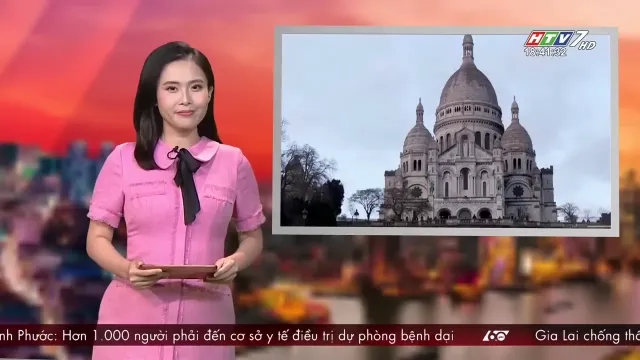 HTV7 HD
18:41:32
nh Phước: Hơn 1.000 người phải đến cơ sở y tế điều trị dự phòng bệnh dại 60 Gia Lai chống thấ